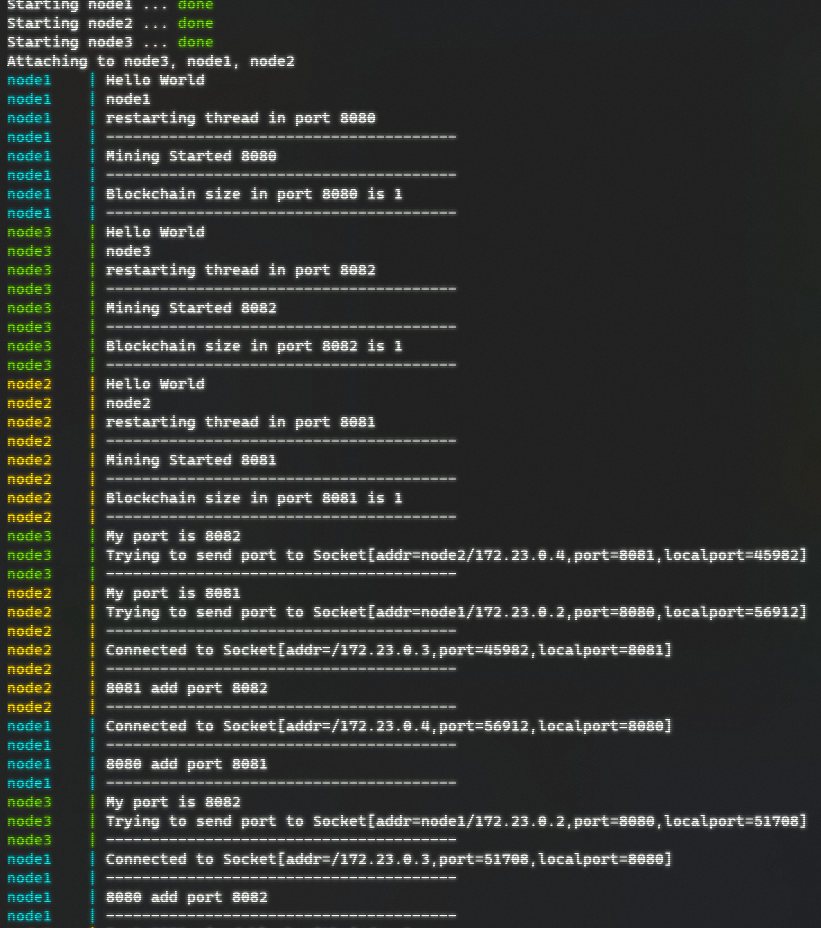 Starting node1 ... done
Starting node2 ... done
Starting node3 ... done
Attaching to node3, node1, node2
node1    | Hello World
node1    | node1
node1    | restarting thread in port 8080
node1    | ---------------------------------------
node1    | Mining Started 8080
node1    | ---------------------------------------
node1    | Blockchain size in port 8080 is 1
node1    | ---------------------------------------
node3    | Hello World
node3    | node3
node3    | restarting thread in port 8082
node3    | ---------------------------------------
node3    | Mining Started 8082
node3    | ---------------------------------------
node3    | Blockchain size in port 8082 is 1
node3    | ---------------------------------------
node2    | Hello World
node2    | node2
node2    | restarting thread in port 8081
node2    | ---------------------------------------
node2    | Mining Started 8081
node2    | ---------------------------------------
node2    | Blockchain size in port 8081 is 1
node2    | ---------------------------------------
node3    | My port is 8082
node3    | Trying to send port to Socket[addr=node2/172.23.0.4,port=8081,localport=45982]
node3    | ---------------------------------------
node2    | My port is 8081
node2    | Trying to send port to Socket[addr=node1/172.23.0.2,port=8080,localport=56912]
node2    | ---------------------------------------
node2    | Connected to Socket[addr=/172.23.0.3,port=45982,localport=8081]
node2    | ---------------------------------------
node2    | 8081 add port 8082
node2    | ---------------------------------------
node1    | Connected to Socket[addr=/172.23.0.4,port=56912,localport=8080]
node1    | ---------------------------------------
node1    | 8080 add port 8081
node1    | ---------------------------------------
node3    | My port is 8082
node3    | Trying to send port to Socket[addr=node1/172.23.0.2,port=8080,localport=51708]
node3    | ---------------------------------------
node1    | Connected to Socket[addr=/172.23.0.3,port=51708,localport=8080]
node1    | ---------------------------------------
node1    | 8080 add port 8082
node1    | ---------------------------------------